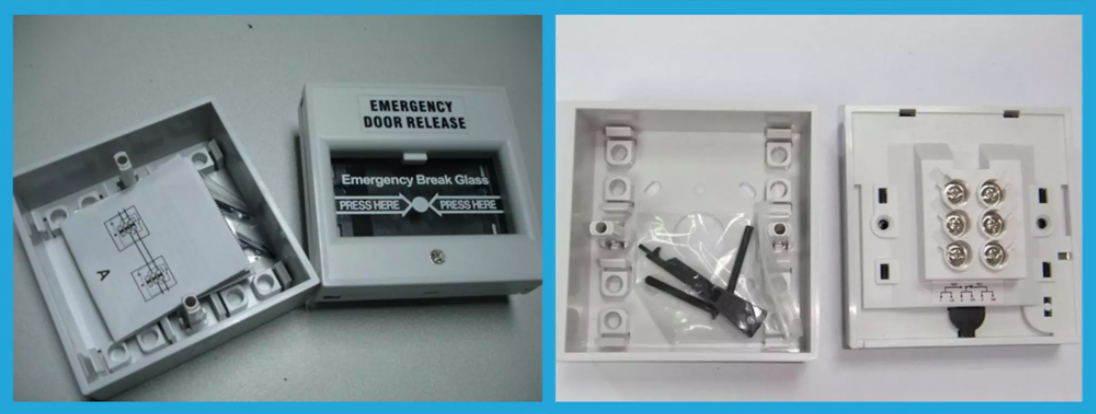 EMERGENCY
DOOR RELEASE
Emergency Break Glass
PRESS HERE PRESS HERE
A